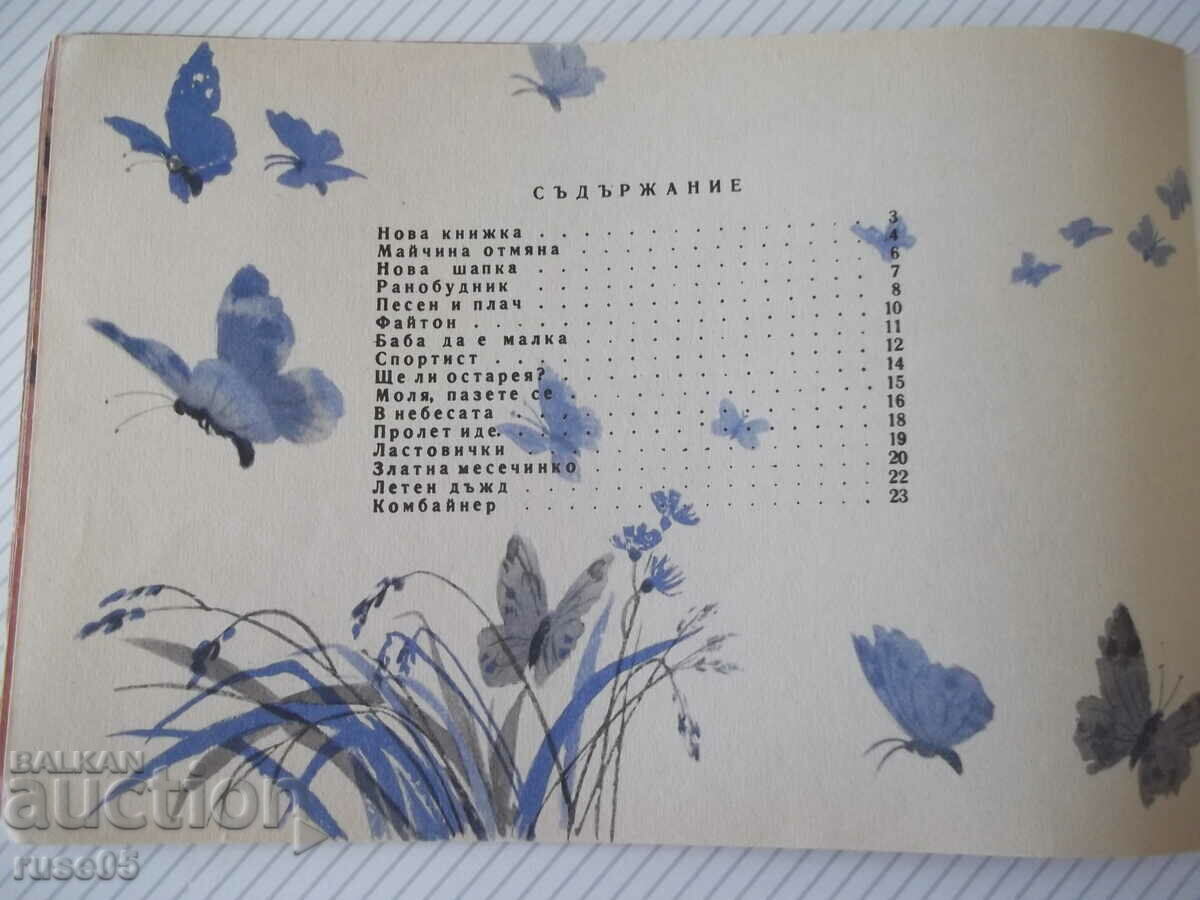 СЪДЪРЖАНИЕ
Нова книжка . . . . . . . . . . . . . . 3
Майчина отмяна . . . . . . . . . . . . . . 4
Нова шапка . . . . . . . . . . . . . . 6
Ранобудник . . . . . . . . . . . . . . 7
Песен и плач . . . . . . . . . . . . . . 8
Файтон . . . . . . . . . . . . . . 10
Баба да е малка . . . . . . . . . . . . . . 11
Спортист . . . . . . . . . . . . . . 12
Ще ли остарея? . . . . . . . . . . . . . . 14
Моля, пазете се . . . . . . . . . . . . . . 15
В небесата . . . . . . . . . . . . . . 16
Пролет иде. . . . . . . . . . . . . . 18
Ластовички . . . . . . . . . . . . . . 19
Златна месечинко . . . . . . . . . . . . . . 20
Летен дъжд . . . . . . . . . . . . . . 22
Комбайнер . . . . . . . . . . . . . . 23
BALKAN
auction
ruse05